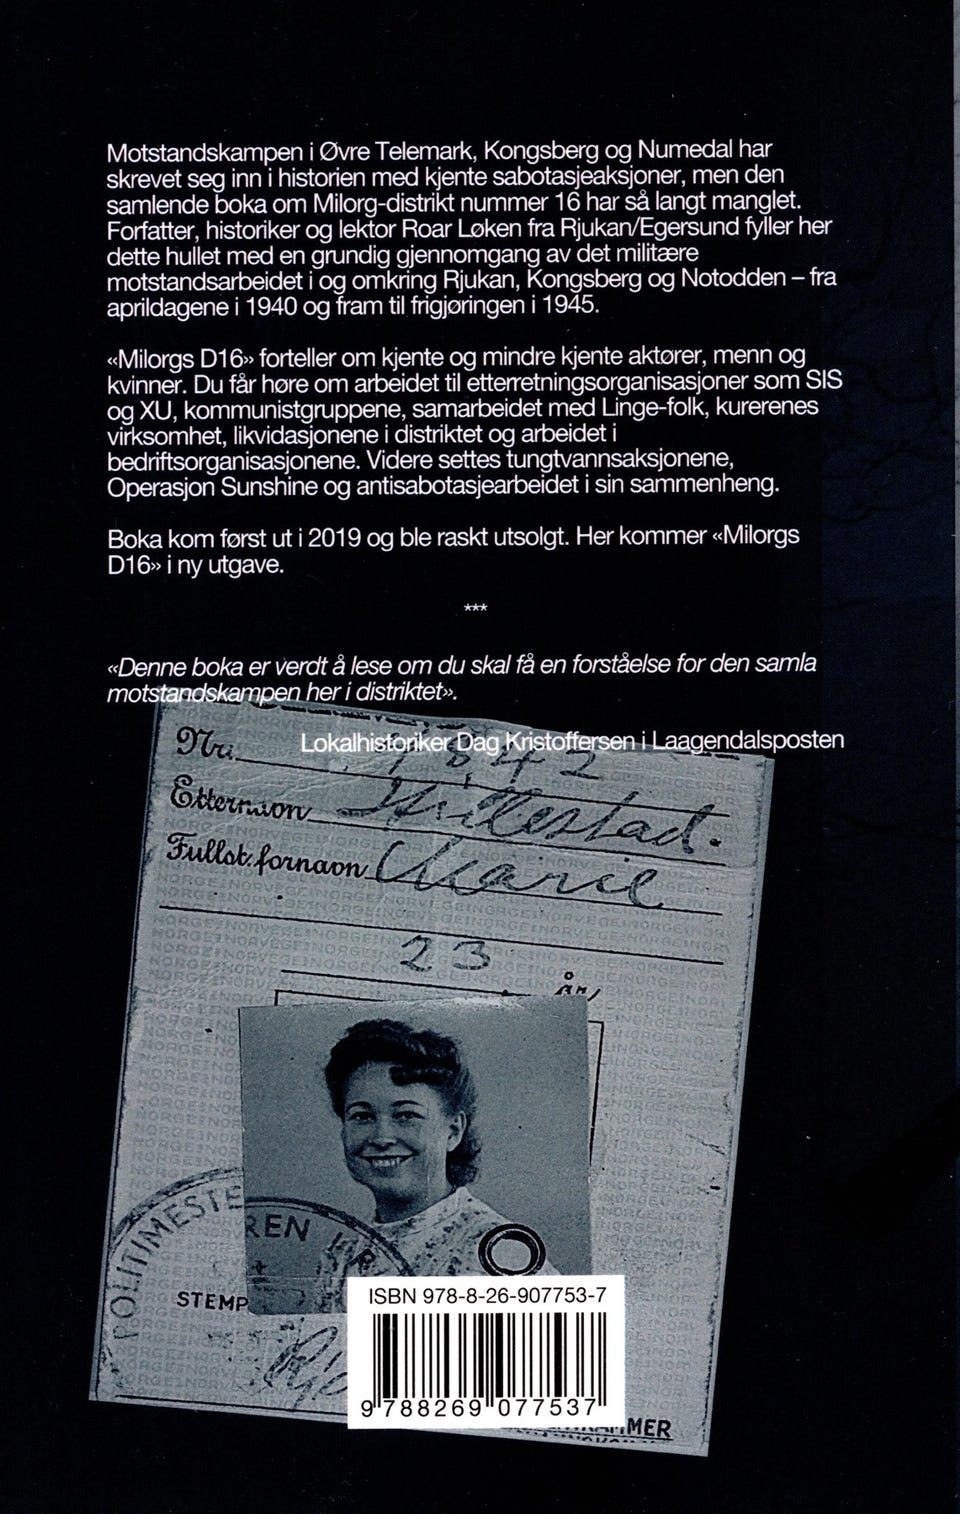 Motstandskampen i Øvre Telemark, Kongsberg og Numedal har
skrevet seg inn i historien med kjente sabotasjeaksjoner, men den
samlende boka om Milorg-distrikt nummer 16 har så langt manglet.
Forfatter, historiker og lektor Roar Løken fra Rjukan/Egersund fyller her
dette hullet med en grundig gjennomgang av det militære
motstandsarbeidet i og omkring Rjukan, Kongsberg og Notodden – fra
aprildagene i 1940 og fram til frigjøringen i 1945.
«Milorgs D16» forteller om kjente og mindre kjente aktører, menn og
kvinner. Du får høre om arbeidet til etterretningsorganisasjoner som SIS
og XU, kommunistgruppene, samarbeidet med Linge-folk, kurerenes
virksomhet, likvidasjonene i distriktet og arbeidet i
bedriftsorganisasjonene. Videre settes tungtvannsaksjonene,
Operasjon Sunshine og antisabotasjearbeidet i sin sammenheng.
Boka kom først ut i 2019 og ble raskt utsolgt. Her kommer «Milorgs
D16» i ny utgave.
***
«Denne boka er verdt å lese om du skal få en forståelse for den samla
motstandskampen her i distriktet».
Lokalhistoriker Dag Kristoffersen i Laagendalsposten
Nr.
Etternavn
Fullst. fornavn
23
år
POLITIMESTEREN
STEMP
ISBN 978-8-26-907753-7
9 788269 077537